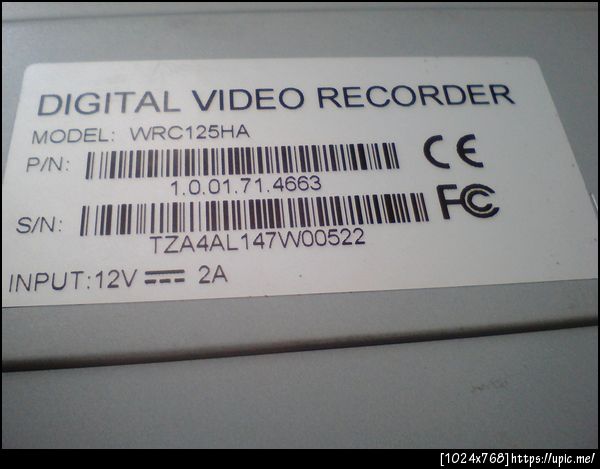 DIGITAL VIDEO RECORDER
MODEL: WRC125HA
P/N:
1.0.01.71.4663
CE
S/N:
FC
TZA4AL147W00522
INPUT: 12V ⎓ 2A
[1024x768]https://upic.me/